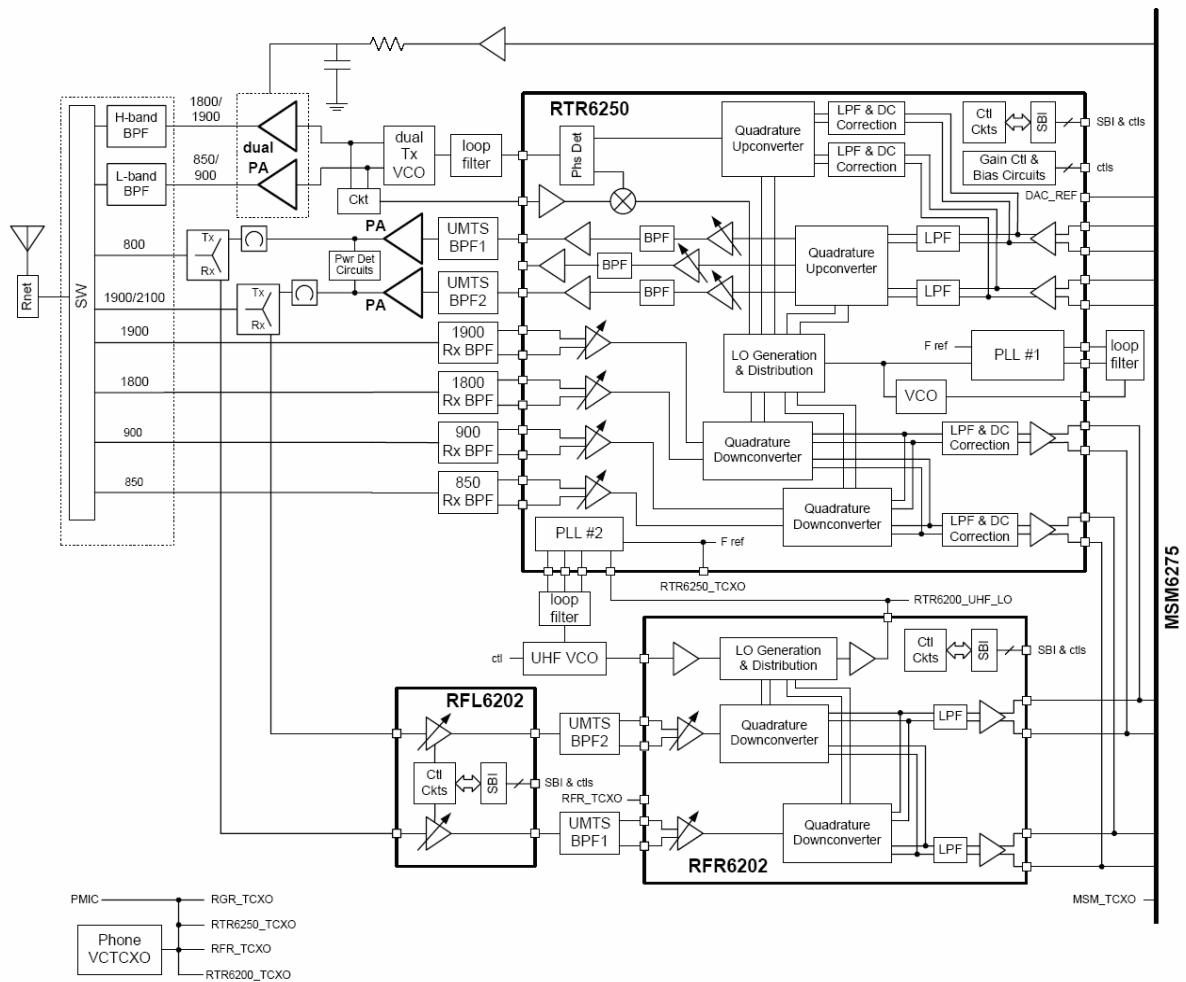 RTR6250
H-band
BPF
1800/
1900
dual
PA
L-band
BPF
850/
900
dual
Tx
VCO
loop
filter
Ckt
Phs Det
Quadrature
Upconverter
LPF & DC
Correction
LPF & DC
Correction
Ctl
Ckts
SBI
SBI & ctls
Gain Ctl &
Bias Circuits
ctls
DAC_REF
Rnet
SW
800
Tx
Rx
PA
Pwr Det
Circuits
PA
UMTS
BPF1
UMTS
BPF2
BPF
BPF
BPF
Quadrature
Upconverter
LPF
LPF
1900/2100
Tx
Rx
1900
1900
Rx BPF
1800
1800
Rx BPF
900
900
Rx BPF
850
850
Rx BPF
LO Generation
& Distribution
F ref
PLL #1
loop
filter
VCO
Quadrature
Downconverter
LPF & DC
Correction
Quadrature
Downconverter
LPF & DC
Correction
PLL #2
F ref
RTR6250_TCXO
loop
filter
RTR6200_UHF_LO
ctl
UHF VCO
LO Generation
& Distribution
Ctl
Ckts
SBI
SBI & ctls
RFL6202
UMTS
BPF2
Quadrature
Downconverter
LPF
Ctl
Ckts
SBI
SBI & ctls
RFR_TCXO
UMTS
BPF1
Quadrature
Downconverter
LPF
RFR6202
MSM6275
MSM_TCXO
PMIC
RGR_TCXO
RTR6250_TCXO
Phone
VCTCXO
RFR_TCXO
RTR6200_TCXO